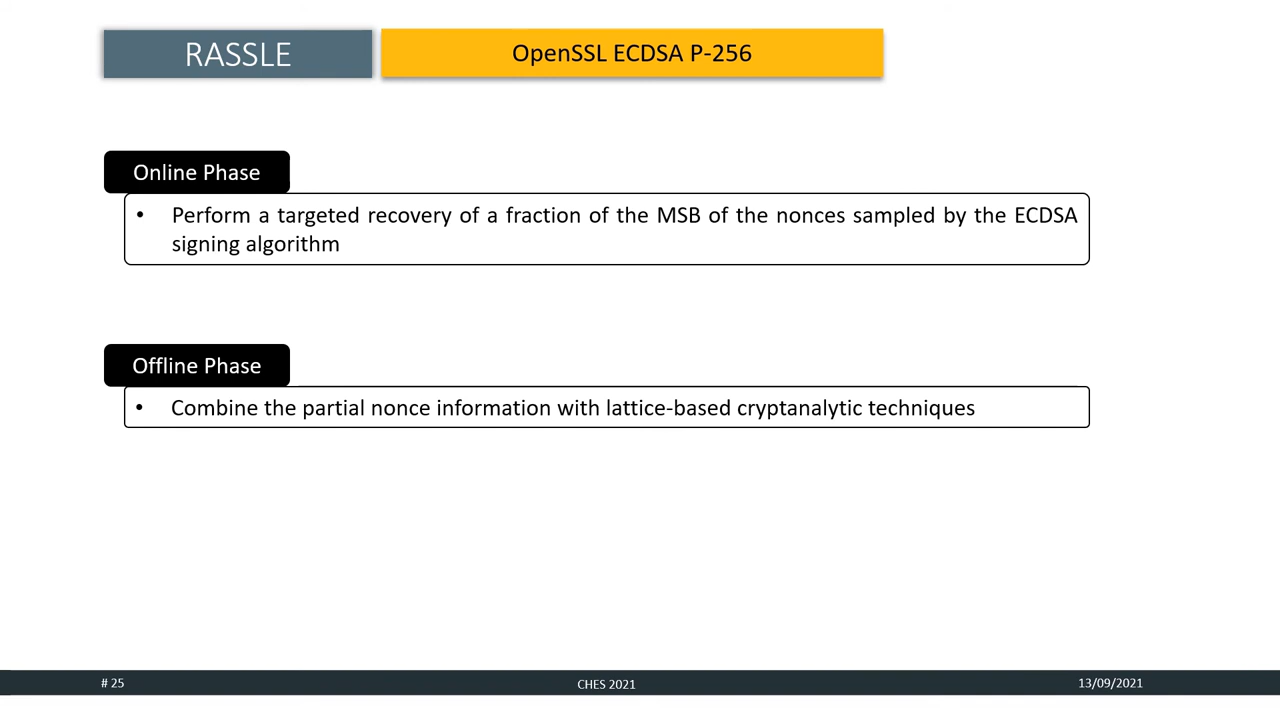 RASSLE
OpenSSL ECDSA P-256
Online Phase
• Perform a targeted recovery of a fraction of the MSB of the nonces sampled by the ECDSA
signing algorithm
Offline Phase
• Combine the partial nonce information with lattice-based cryptanalytic techniques
# 25
CHES 2021
13/09/2021